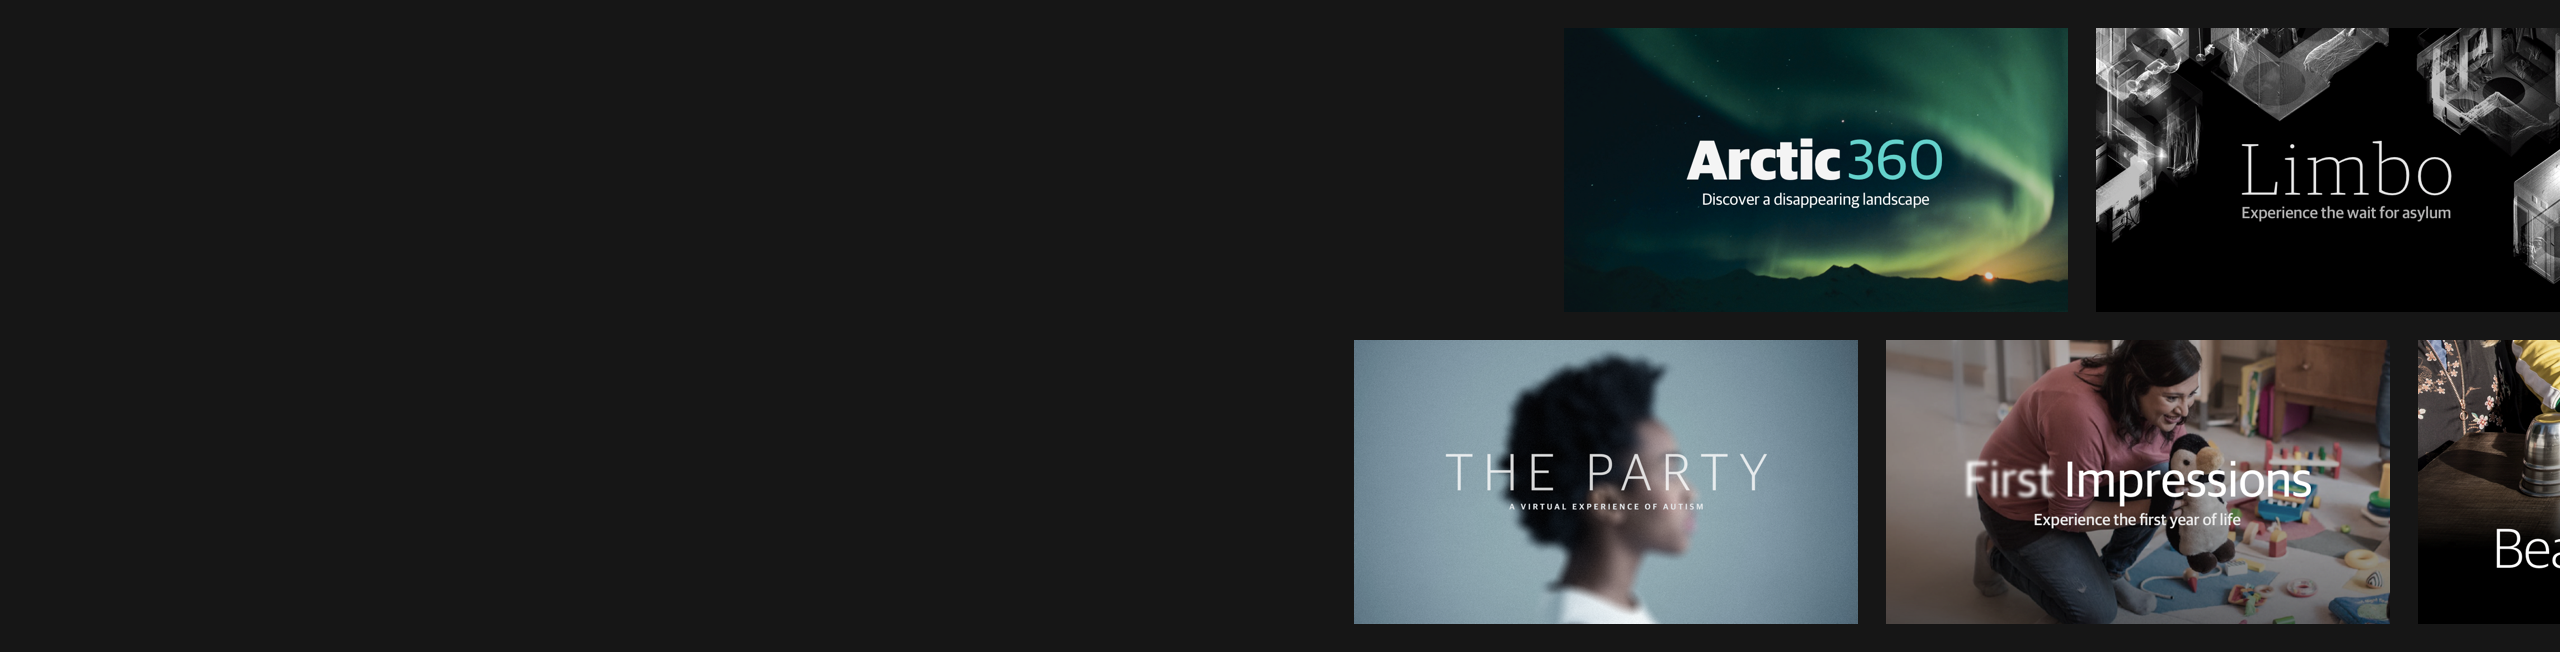 Arctic 360
Discover a disappearing landscape
Limbo
Experience the wait for asylum
THE PARTY
A VIRTUAL EXPERIENCE OF AUTISM
First Impressions
Experience the first year of life